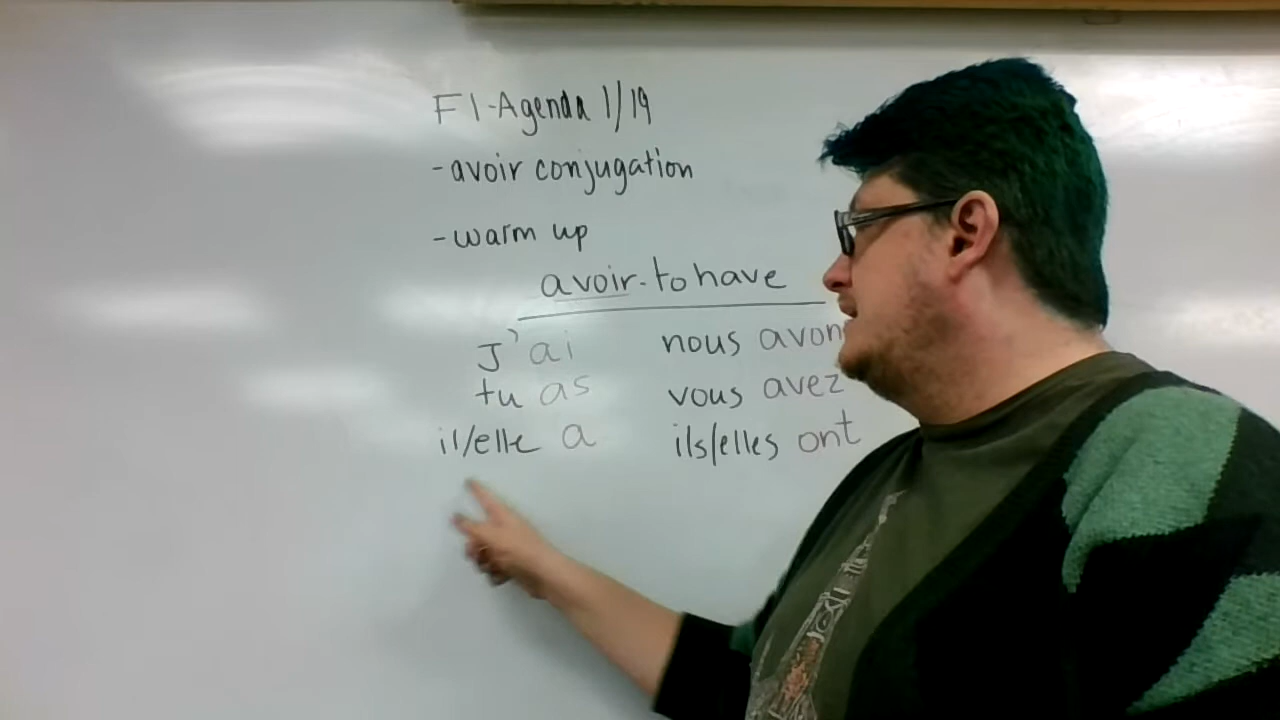 F1-Agenda 1/19
-avoir conjugation
-warm up
avoir-to have
J'ai nous avon
tu as vous avez
il/elle a ils/elles ont